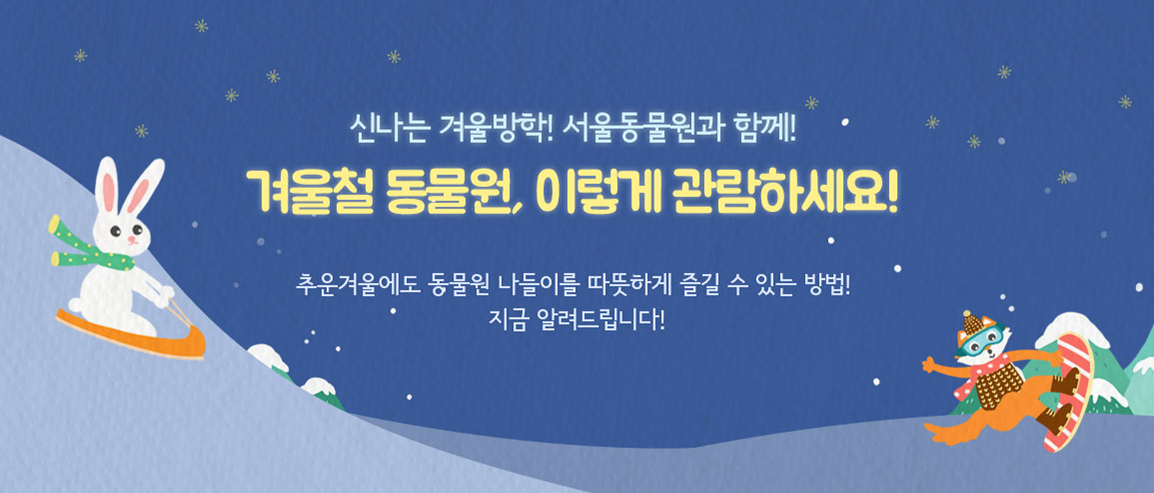 신나는 겨울방학! 서울동물원과 함께!
겨울철 동물원, 이렇게 관람하세요!
추운겨울에도 동물원 나들이를 따뜻하게 즐길 수 있는 방법!
지금 알려드립니다!